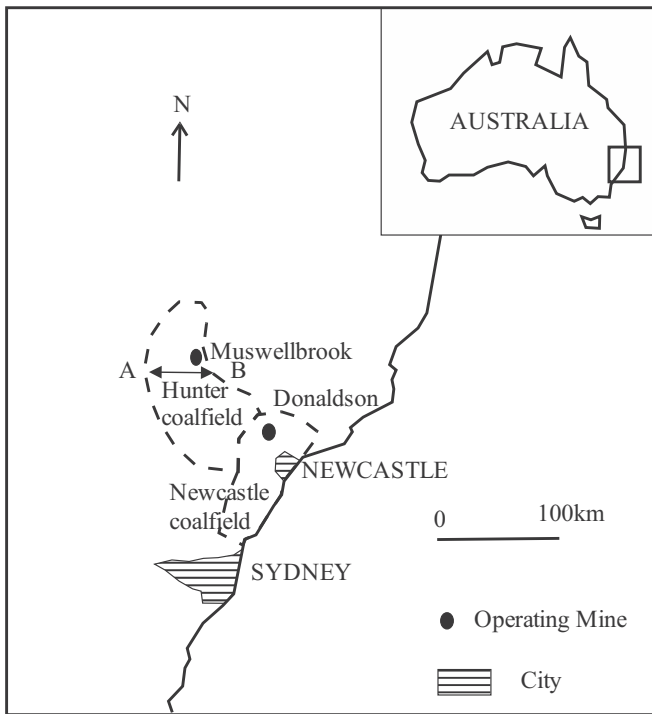 AUSTRALIA
N
Muswellbrook
A
B
Hunter
coalfield
Donaldson
NEWCASTLE
Newcastle
coalfield
0
100km
SYDNEY
Operating Mine
City